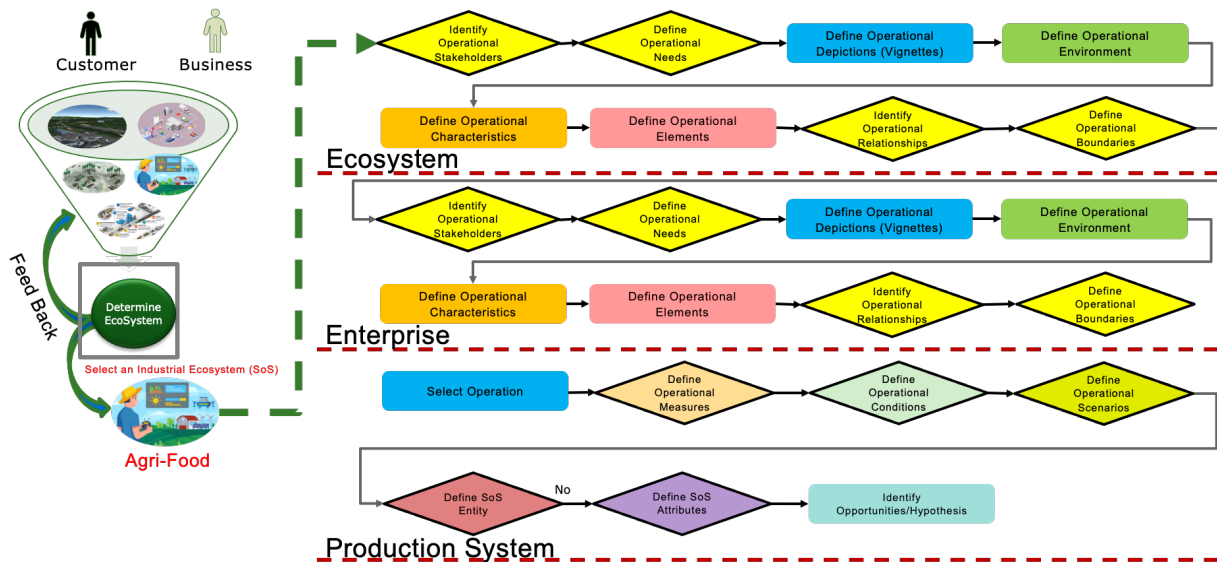 Customer
Business
Feed Back
Determine
EcoSystem
Select an Industrial Ecosystem (SoS)
Agri-Food
Identify
Operational
Stakeholders
Define
Operational
Needs
Define Operational
Depictions (Vignettes)
Define Operational
Environment
Define Operational
Characteristics
Define Operational
Elements
Identify
Operational
Relationships
Define
Operational
Boundaries
Ecosystem
Identify
Operational
Stakeholders
Define
Operational
Needs
Define Operational
Depictions (Vignettes)
Define Operational
Environment
Define Operational
Characteristics
Define Operational
Elements
Identify
Operational
Relationships
Define
Operational
Boundaries
Enterprise
Select Operation
Define
Operational
Measures
Define
Operational
Conditions
Define
Operational
Scenarios
Define SoS
Entity
No
Define SoS
Attributes
Identify
Opportunities/Hypothesis
Production System